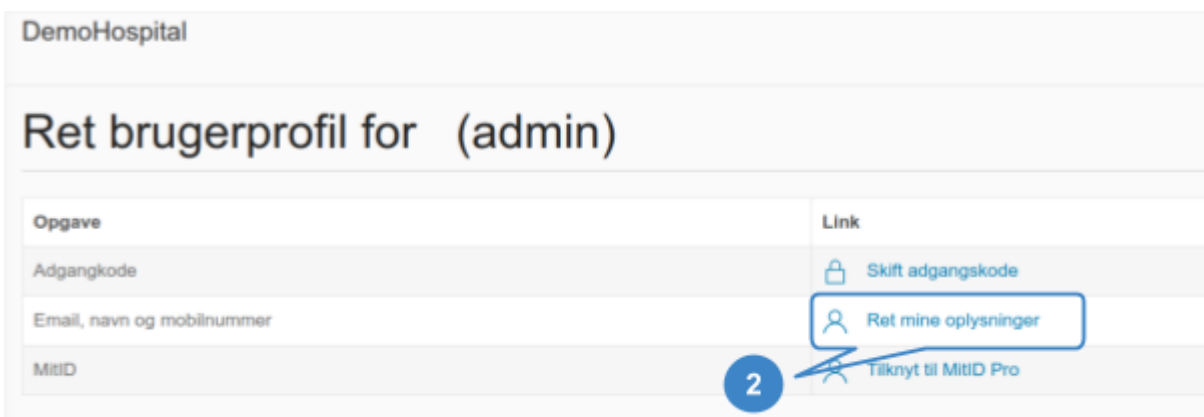 DemoHospital
Ret brugerprofil for (admin)
Opgave Link
Adgangkode Skift adgangskode
Email, navn og mobilnummer Ret mine oplysninger
MitID Tilknyt til MitID Pro
2